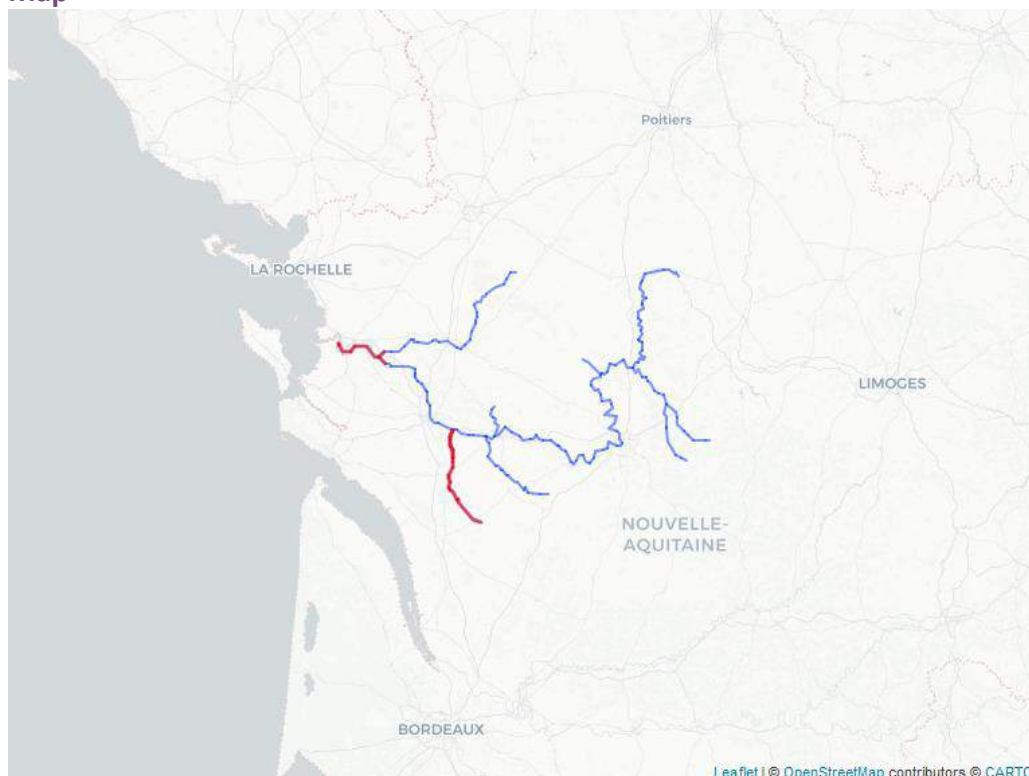 Map
Poitiers
LA ROCHELLE
LIMOGES
NOUVELLE-
AQUITAINE
BORDEAUX
Leaflet | © OpenStreetMap contributors © CARTO